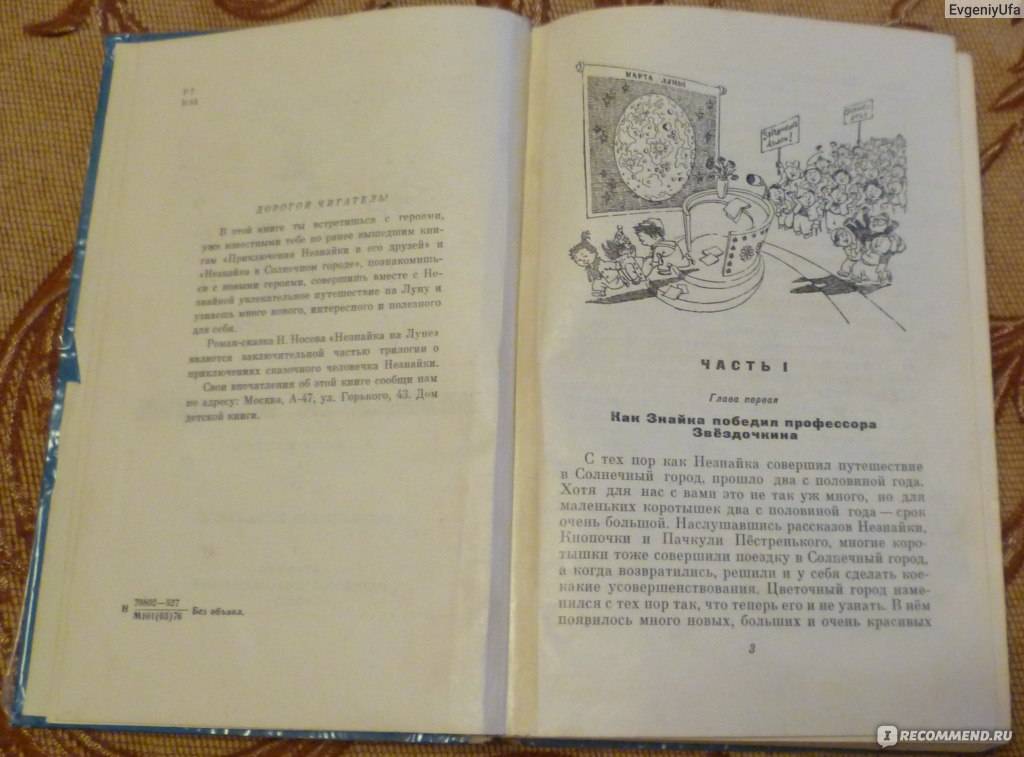 EvgeniyUfa
Р 2
ДОРОГОЙ ЧИТАТЕЛЬ!
В этой книге ты встретишься с героями,
уже известными тебе по ранее вышедшим кни-
гам «Приключения Незнайки и его друзей» и
«Незнайка в Солнечном городе», познакомишь-
ся с новыми героями, совершишь вместе с Не-
знайкой увлекательное путешествие на Луну и
узнаешь много нового, интересного и полезного
для себя.
Роман-сказка Н. Носова «Незнайка на Луне»
является заключительной частью трилогии о
приключениях сказочного человечка Незнайки.
Свои впечатления об этой книге сообщи нам
по адресу: Москва, А-47, ул. Горького, 43. Дом
детской книги.
Н 70802—327
М101(03)76 Без объявл.
КАРТА ЛУНЫ
ЧАСТЬ I
Глава первая
Как Знайка победил профессора
Звёздочкина
С тех пор как Незнайка совершил путешествие
в Солнечный город, прошло два с половиной года.
Хотя для нас с вами это не так уж много, но для
маленьких коротышек два с половиной года — срок
очень большой. Наслушавшись рассказов Незнайки,
Кнопочки и Пачкули Пёстренького, многие коро-
тышки тоже совершили поездку в Солнечный город,
а когда возвратились, решили и у себя сделать кое-
какие усовершенствования. Цветочный город изме-
нился с тех пор так, что теперь его и не узнать. В нём
появилось много новых, больших и очень красивых
3
I RECOMMEND.RU